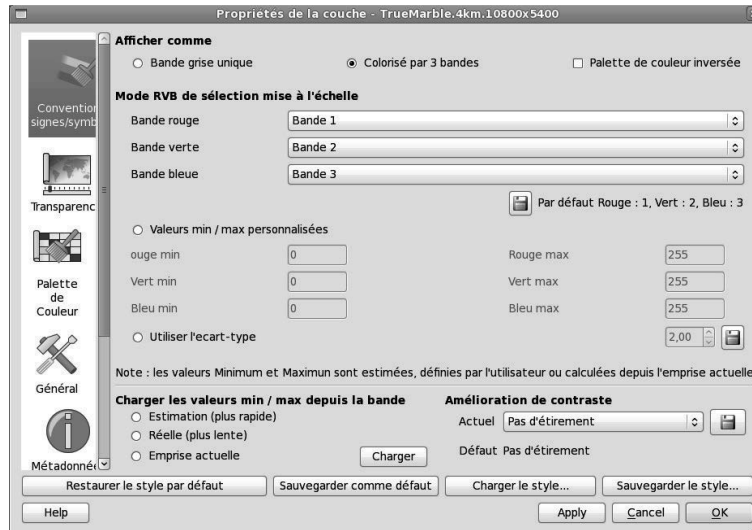 Propriétés de la couche - TrueMarble.4km.10800x5400
Convention
signes/symb
Transparenc
Palette
de
Couleur
Général
Métadonnée
Afficher comme
Bande grise unique
Colorisé par 3 bandes
Palette de couleur inversée
Mode RVB de sélection mise à l'échelle
Bande rouge
Bande 1
Bande verte
Bande 2
Bande bleue
Bande 3
Par défaut Rouge : 1, Vert : 2, Bleu : 3
Valeurs min / max personnalisées
ouge min
0
Rouge max
255
Vert min
0
Vert max
255
Bleu min
0
Bleu max
255
Utiliser l'ecart-type
2,00
Note : les valeurs Minimum et Maximun sont estimées, définies par l'utilisateur ou calculées depuis l'emprise actuelle
Charger les valeurs min / max depuis la bande
Estimation (plus rapide)
Réelle (plus lente)
Emprise actuelle
Charger
Amélioration de contraste
Actuel
Pas d'étirement
Défaut Pas d'étirement
Restaurer le style par défaut
Sauvegarder comme défaut
Charger le style...
Sauvegarder le style...
Help
Apply
Cancel
OK